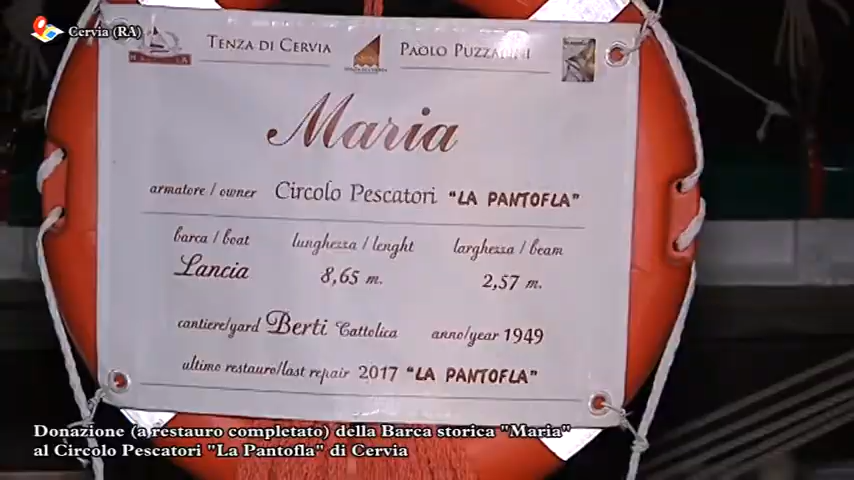 Cervia (RA)
TENZA DI CERVIA
PAOLO PUZZARINI
Maria
armatore / owner CIRCOLO PESCATORI "LA PANTOFLA"
barca / boat lunghezza / lenght larghezza / beam
Lancia 8,65 m. 2,57 m.
cantiere/yard Berti Cattolica anno/year 1949
ultimo restauro/last repair 2017 "LA PANTOFLA"
Donazione (a restauro completato) della Barca storica "Maria"
al Circolo Pescatori "La Pantofla" di Cervia